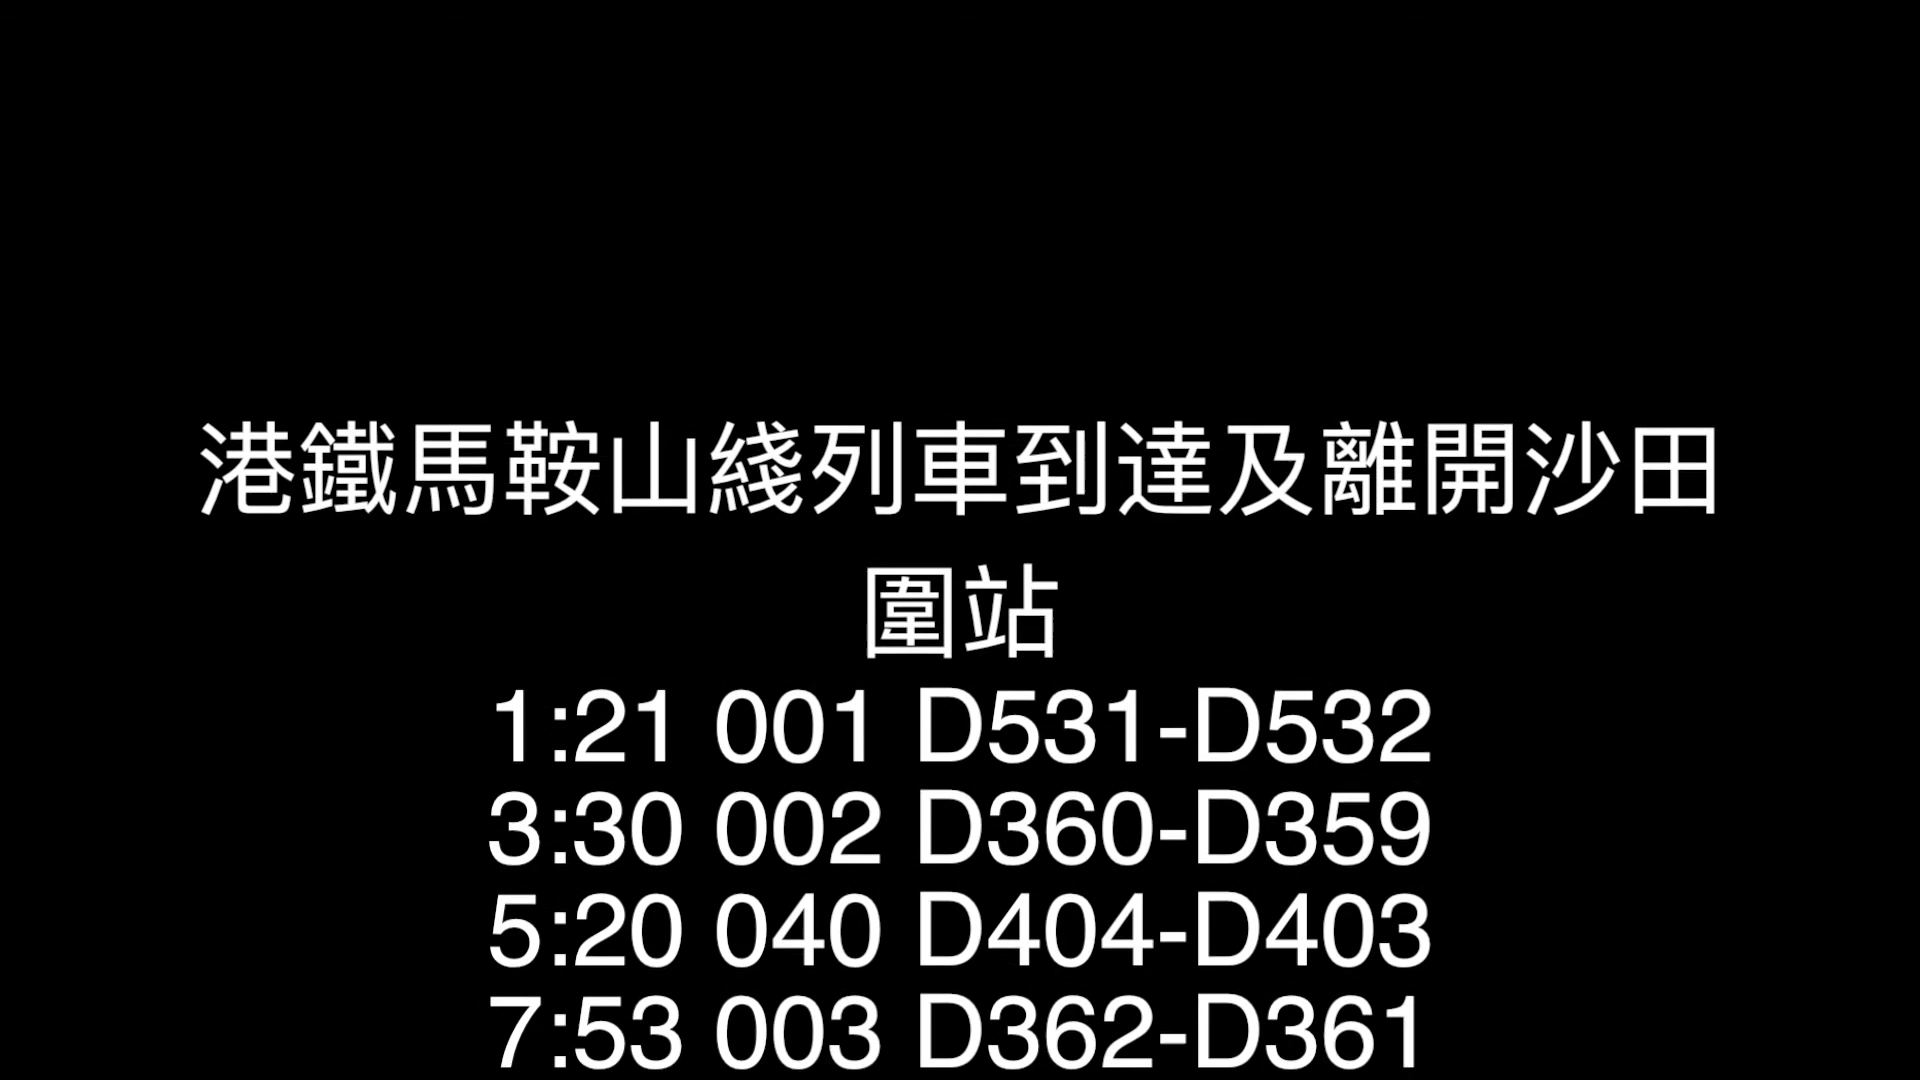 港鐵馬鞍山綫列車到達及離開沙田
圍站
1:21 001 D531-D532
3:30 002 D360-D359
5:20 040 D404-D403
7:53 003 D362-D361